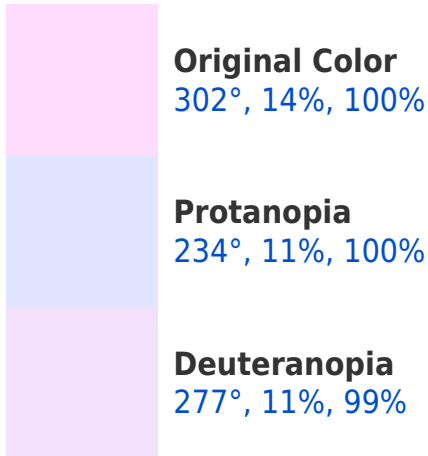 Original Color
302°, 14%, 100%
Protanopia
234°, 11%, 100%
Deuteranopia
277°, 11%, 99%